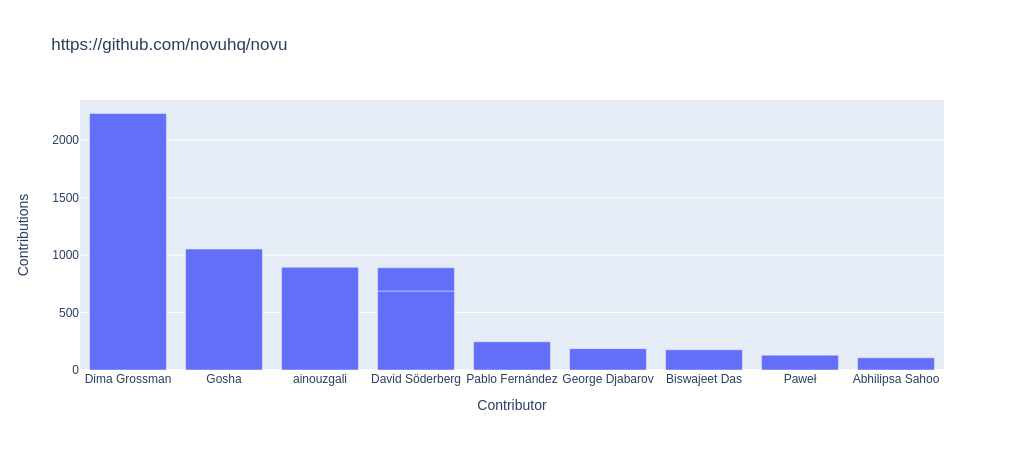 https://github.com/novuhq/novu
Contributions
2000
1500
1000
500
0
Dima Grossman Gosha ainouzgali David Söderberg Pablo Fernández George Djabarov Biswajeet Das Paweł Abhilipsa Sahoo
Contributor